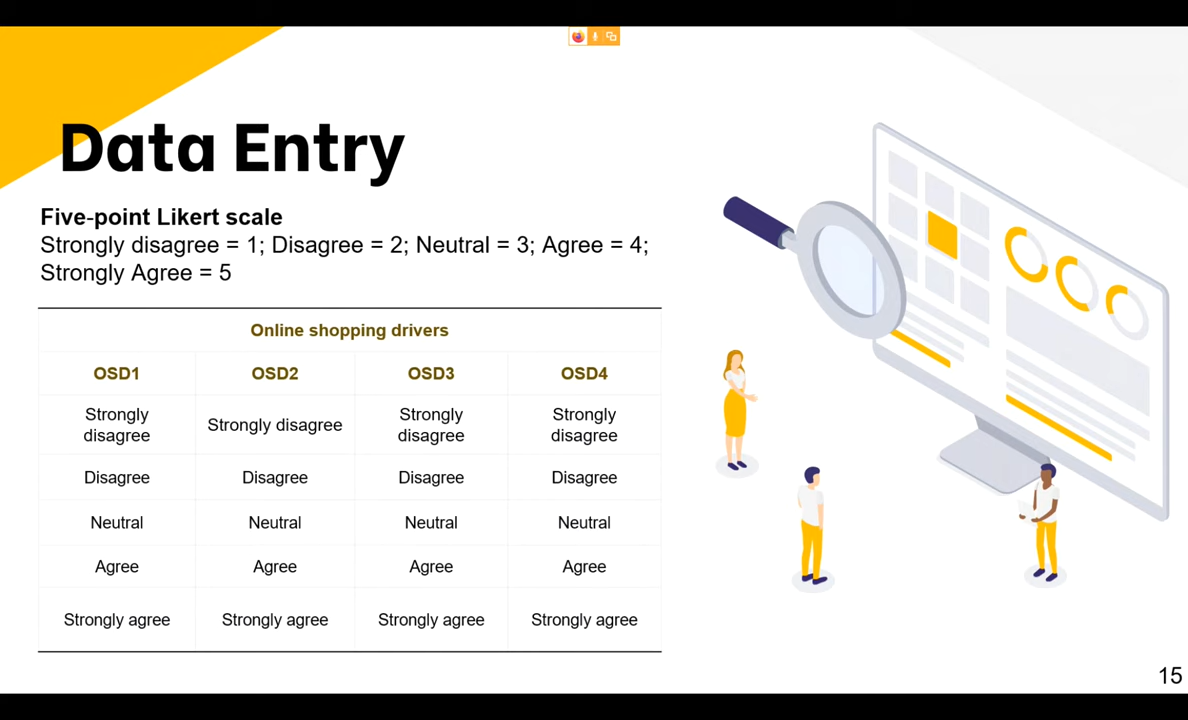 Data Entry
Five-point Likert scale
Strongly disagree = 1; Disagree = 2; Neutral = 3; Agree = 4;
Strongly Agree = 5
Online shopping drivers
OSD1 OSD2 OSD3 OSD4
Strongly disagree Strongly disagree Strongly disagree Strongly disagree
Disagree Disagree Disagree Disagree
Neutral Neutral Neutral Neutral
Agree Agree Agree Agree
Strongly agree Strongly agree Strongly agree Strongly agree
15